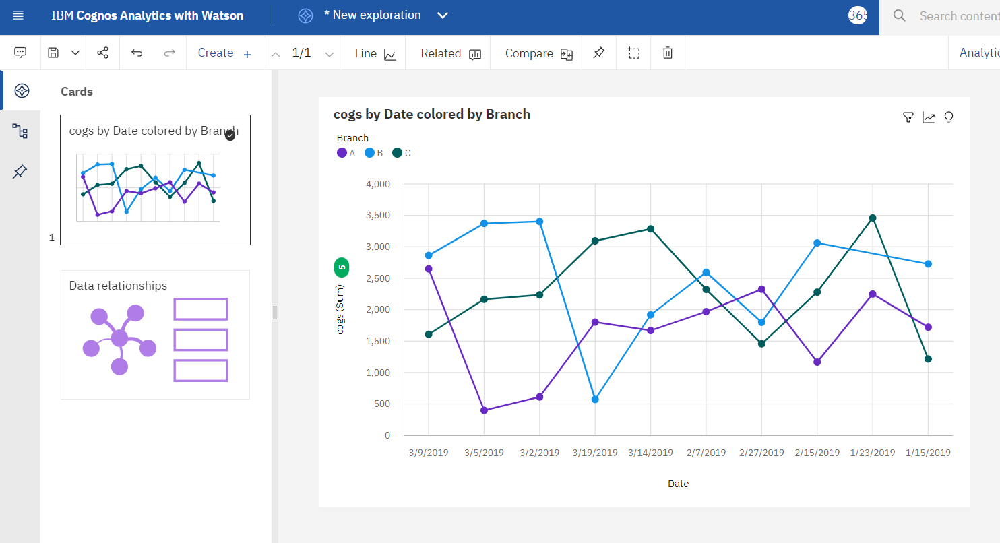 IBM Cognos Analytics with Watson
* New exploration
365
Search content
Create +
1/1
Line
Related
Compare
Analytic
Cards
cogs by Date colored by Branch
1
Data relationships
cogs by Date colored by Branch
Branch
A B C
4,000
3,500
3,000
2,500
2,000
1,500
1,000
500
0
5
cogs (Sum)
3/9/2019 3/5/2019 3/2/2019 3/19/2019 3/14/2019 2/7/2019 2/27/2019 2/15/2019 1/23/2019 1/15/2019
Date